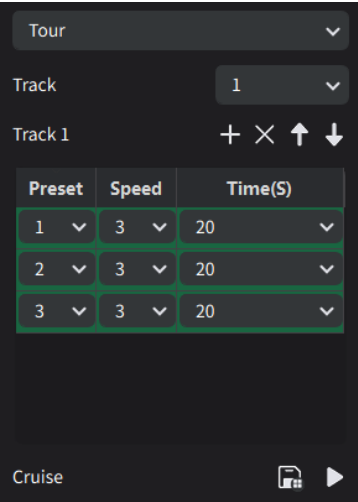 Tour
Track 1
Track 1
Preset Speed Time(S)
1 3 20
2 3 20
3 3 20
Cruise